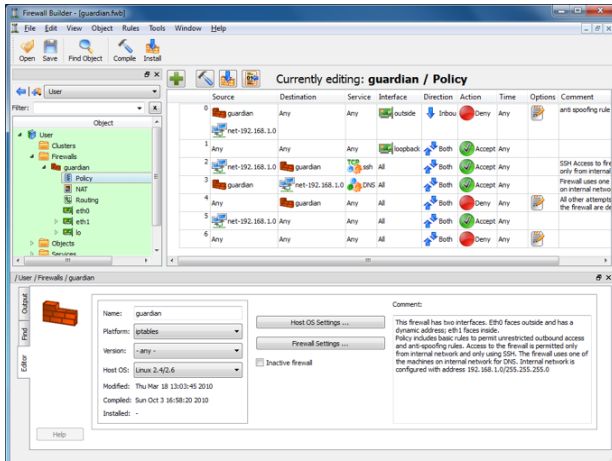 Firewall Builder - [guardian.fwb]
File Edit View Object Rules Tools Window Help
Open Save Find Object Compile Install
User
Filter:
Object
User
Clusters
Firewalls
guardian
Policy
NAT
Routing
eth0
eth1
lo
Objects
Services
Currently editing: guardian / Policy
Source Destination Service Interface Direction Action Time Options Comment
0 guardian Any Any outside Inbou Deny Any anti spoofing rule
net-192.168.1.0
1 Any Any Any loopback Both Accept Any
2 net-192.168.1.0 guardian TCP ssh All Both Accept Any SSH Access to fire
only from internal
3 guardian net-192.1 DNS All Both Accept Any Firewall uses one
on internal networ
4 Any guardian Any All Both Deny Any All other attempts
the firewall are de
5 net-192.168.1.0 Any Any All Both Accept Any
6 Any Any Any All Both Deny Any
/ User / Firewalls / guardian
Output
Find
Editor
Name: guardian
Platform: iptables
Version: - any -
Host OS: Linux 2.4/2.6
Modified: Thu Mar 18 13:03:45 2010
Compiled: Sun Oct 3 16:58:20 2010
Installed: -
Host OS Settings ...
Firewall Settings ...
Inactive firewall
Comment:
This firewall has two interfaces. Eth0 faces outside and has a
dynamic address; eth1 faces inside.
Policy includes basic rules to permit unrestricted outbound access
and anti-spoofing rules. Access to the firewall is permitted only
from internal network and only using SSH. The firewall uses one of
the machines on internal network for DNS. Internal network is
configured with address 192.168.1.0/255.255.255.0
Help